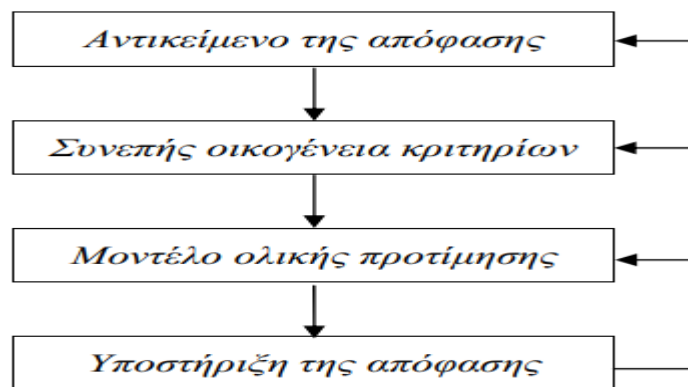 Αντικείμενο της απόφασης
Συνεπής οικογένεια κριτηρίων
Μοντέλο ολικής προτίμησης
Υποστήριξη της απόφασης